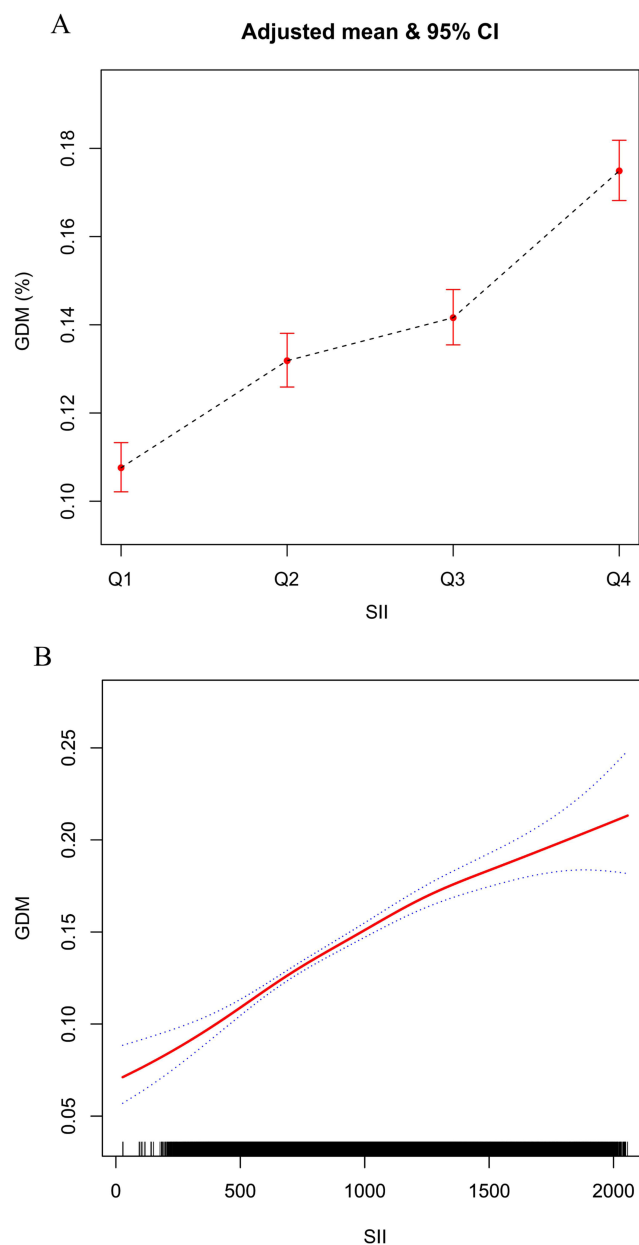 A
Adjusted mean & 95% CI
0.18
0.16
0.14
0.12
0.10
GDM (%)
Q1 Q2 Q3 Q4
SII
B
0.25
0.20
0.15
0.10
0.05
GDM
0 500 1000 1500 2000
SII